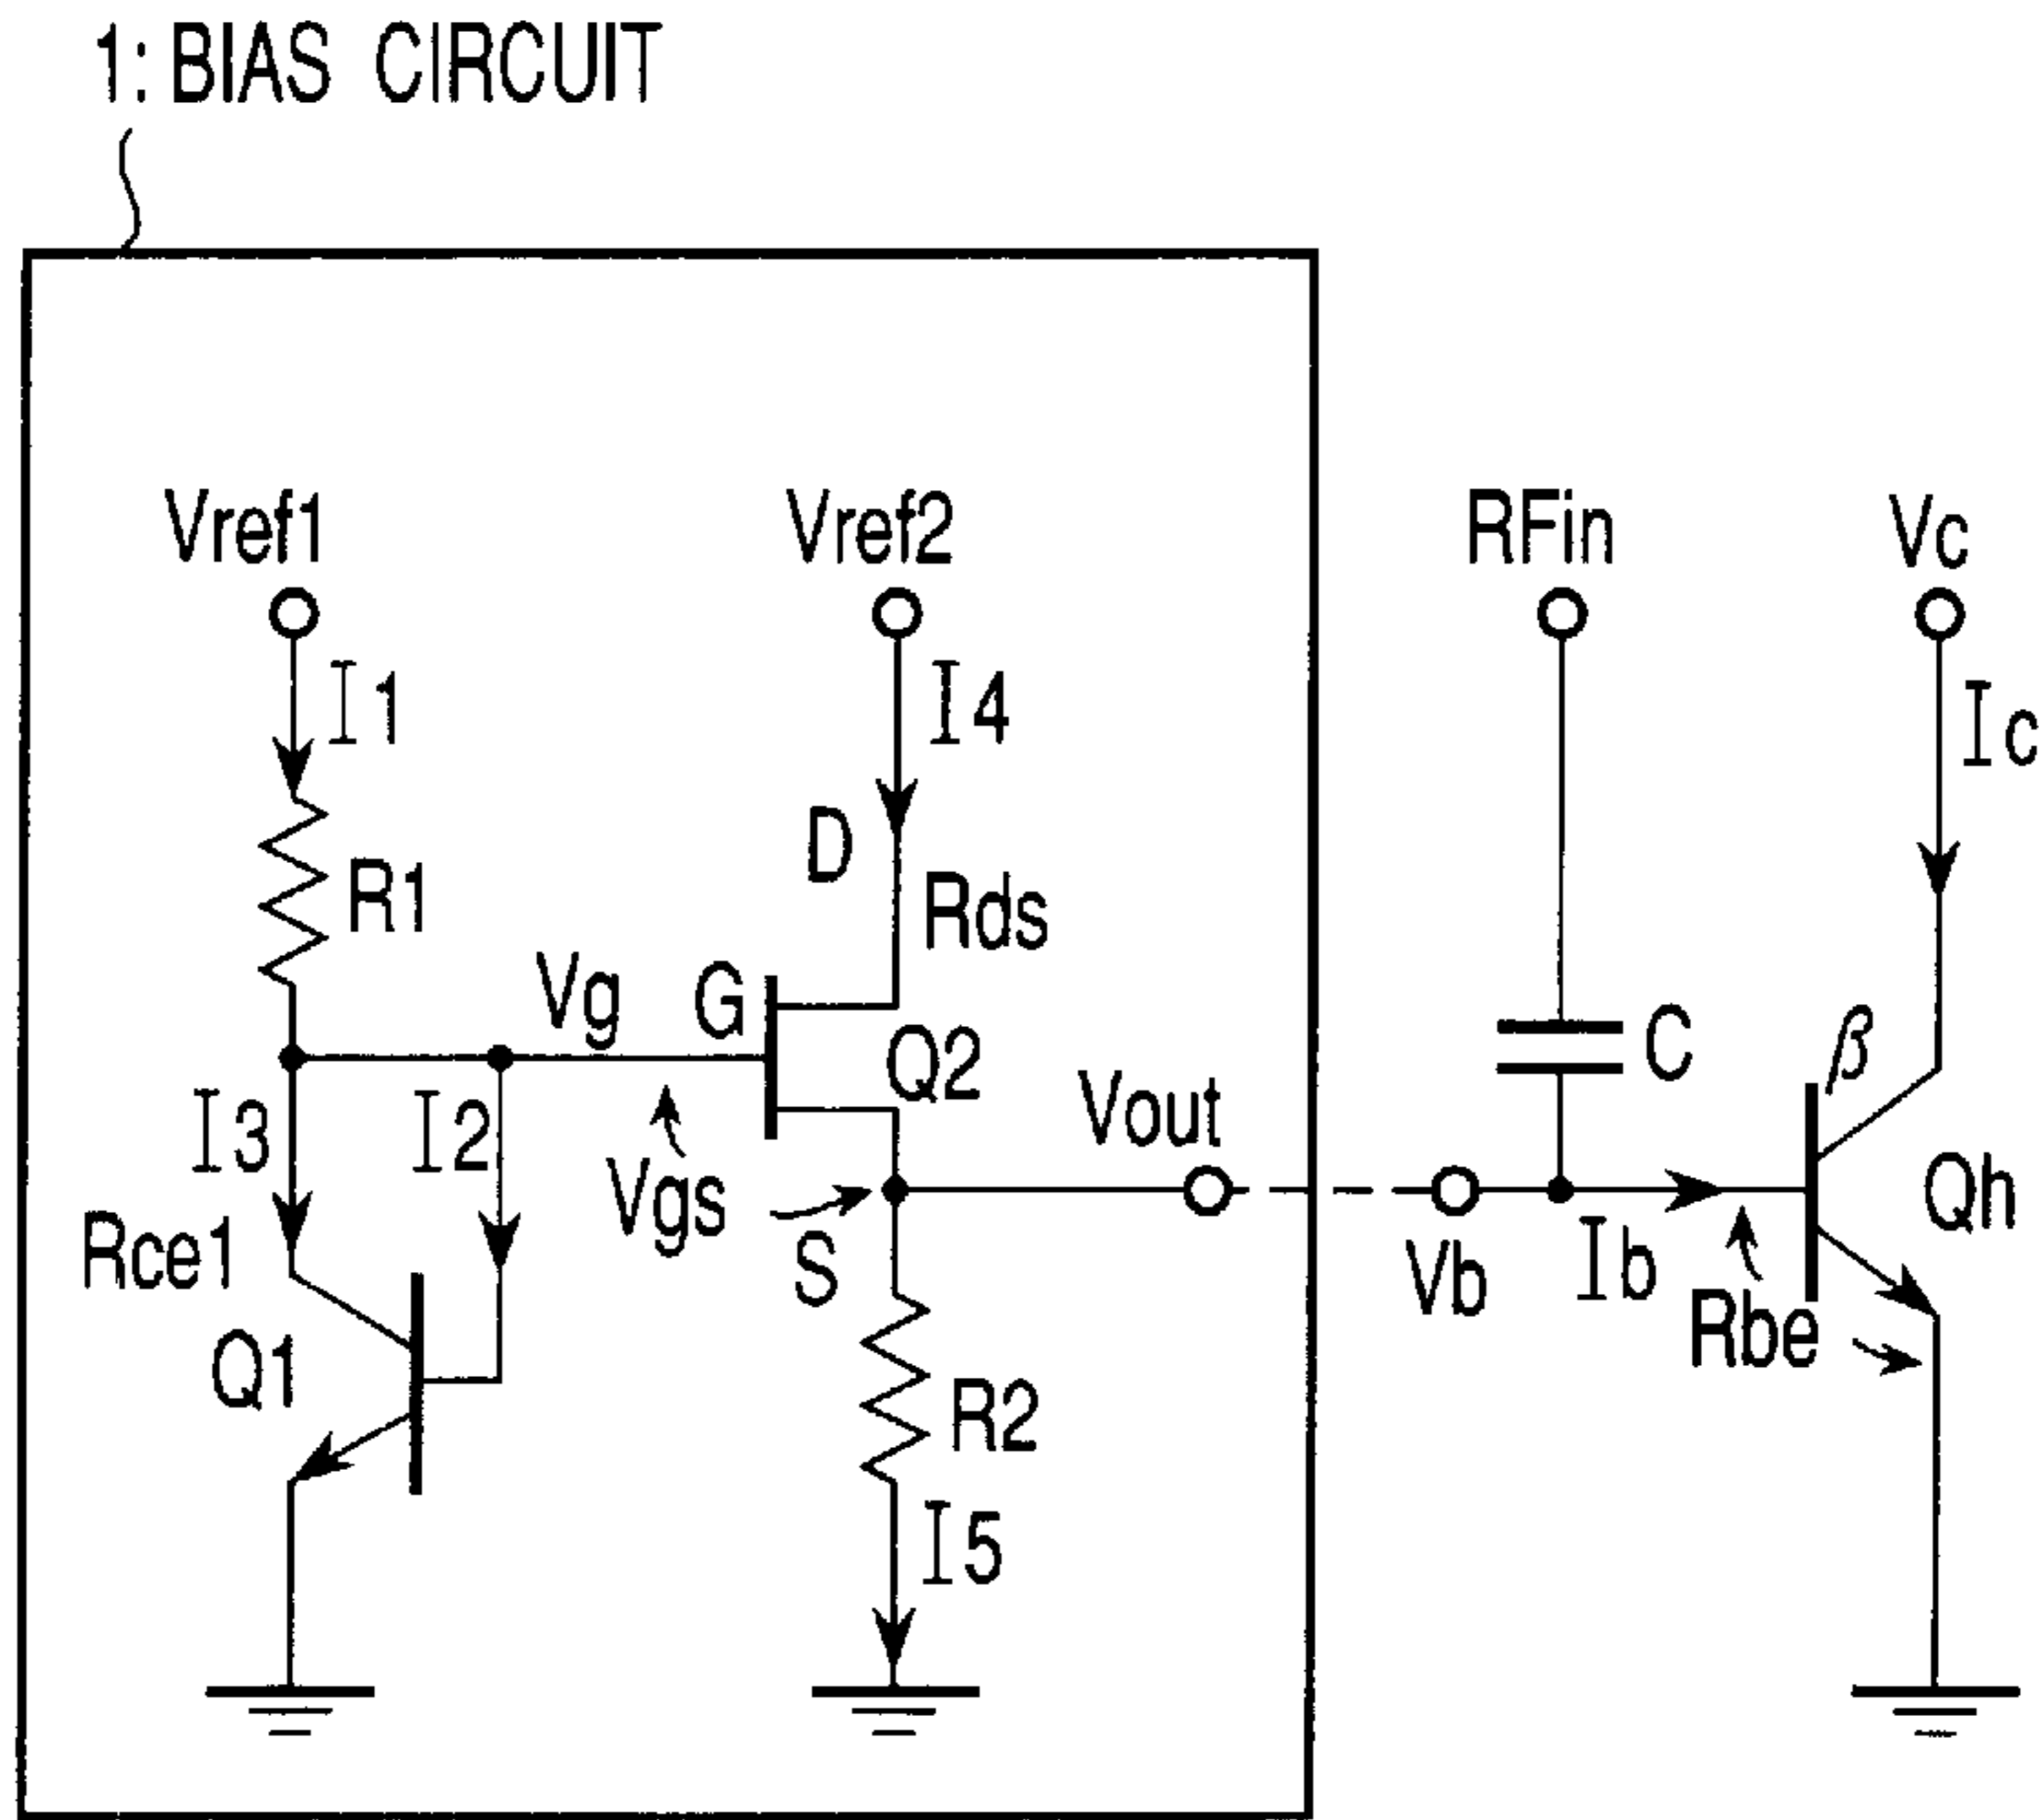 1: BIAS CIRCUIT
Vref1
Vref2
RFin
Vc
I1
I4
Ic
D
R1
Rds
Vg
G
Q2
C
β
I3
I2
Vgs
Vout
Qh
Rce1
S
Vb
Ib
Rbe
Q1
R2
I5